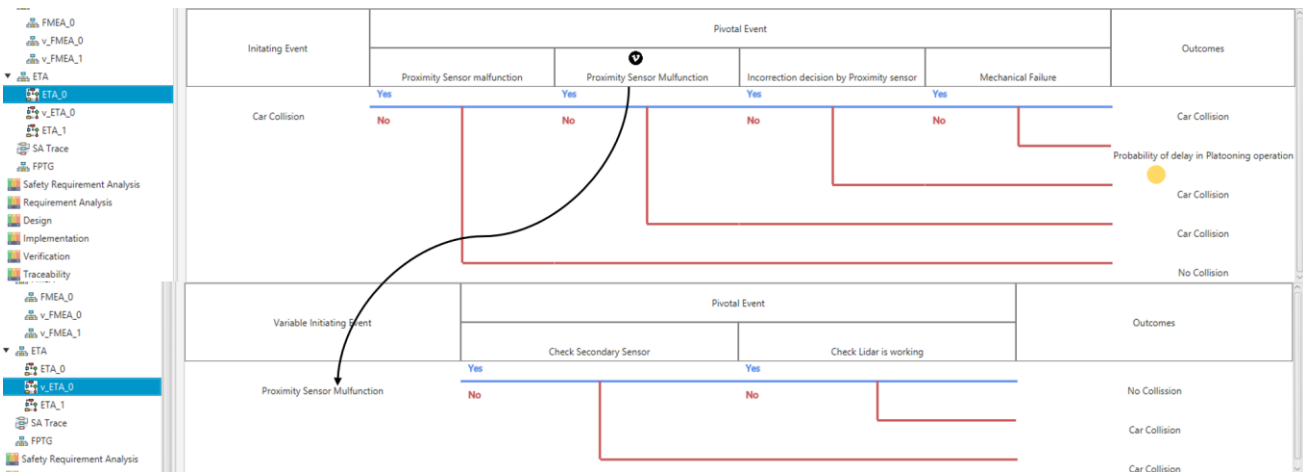 FMEA_0
v_FMEA_0
v_FMEA_1
ETA
ETA_0
v_ETA_0
ETA_1
SA Trace
FPTG
Safety Requirement Analysis
Requirement Analysis
Design
Implementation
Verification
Traceability
Initating Event
Pivotal Event
Outcomes
V
Proximity Sensor malfunction
Proximity Sensor Multunction
Incorrection decision by Proximity sensor
Mechanical Failure
Yes
Yes
Yes
Yes
Car Collision
No
No
No
No
Car Collision
Probability of delay in Platooning operation
Car Collision
Car Collision
No Collision
FMEA_0
v_FMEA_0
v_FMEA_1
ETA
ETA_0
v_ETA_0
ETA_1
SA Trace
FPTG
Safety Requirement Analysis
Variable Initiating Event
Pivotal Event
Outcomes
Check Secondary Sensor
Check Lidar is working
Yes
Yes
Proximity Sensor Multunction
No
No
No Collission
Car Collision
Car Collision